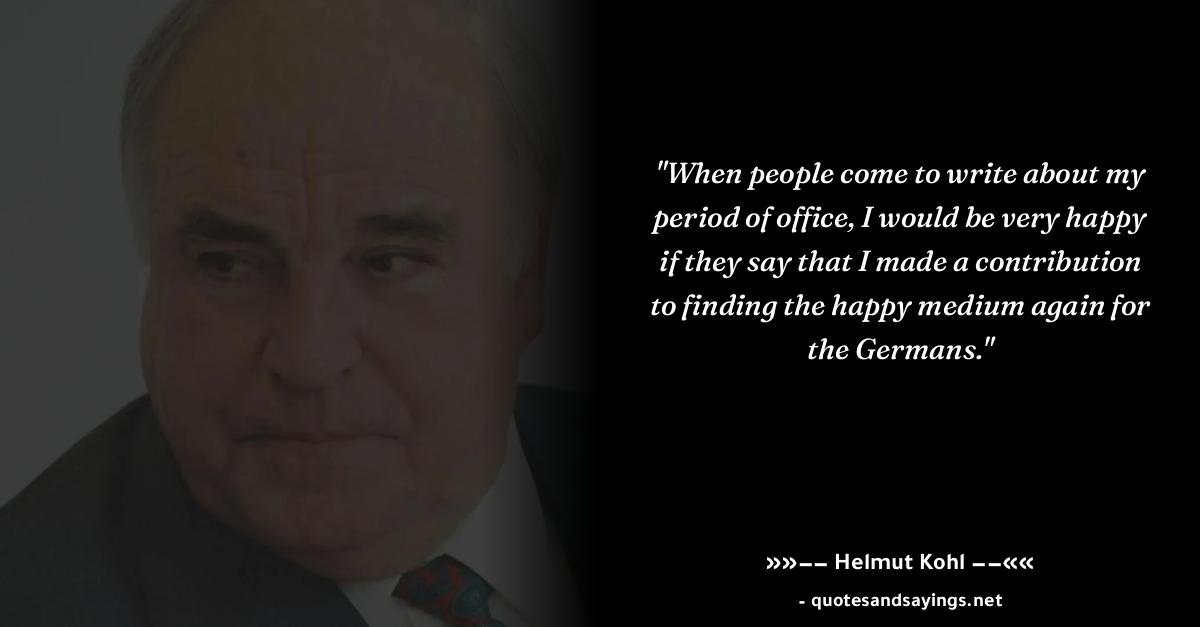 "When people come to write about my
period of office, I would be very happy
if they say that I made a contribution
to finding the happy medium again for
the Germans."
»»–– Helmut Kohl ––««
- quotesandsayings.net